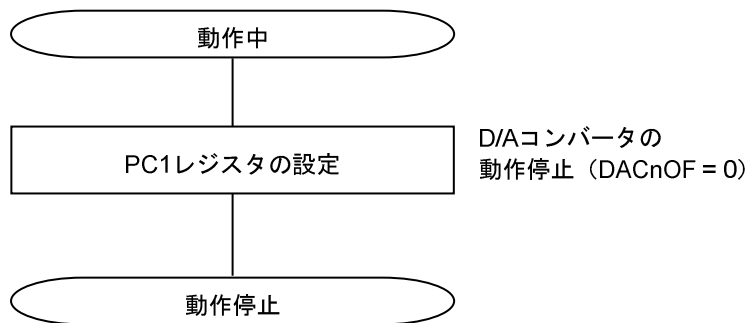 動作中
PC1レジスタの設定
D/Aコンバータの
動作停止（DACnOF = 0）
動作停止